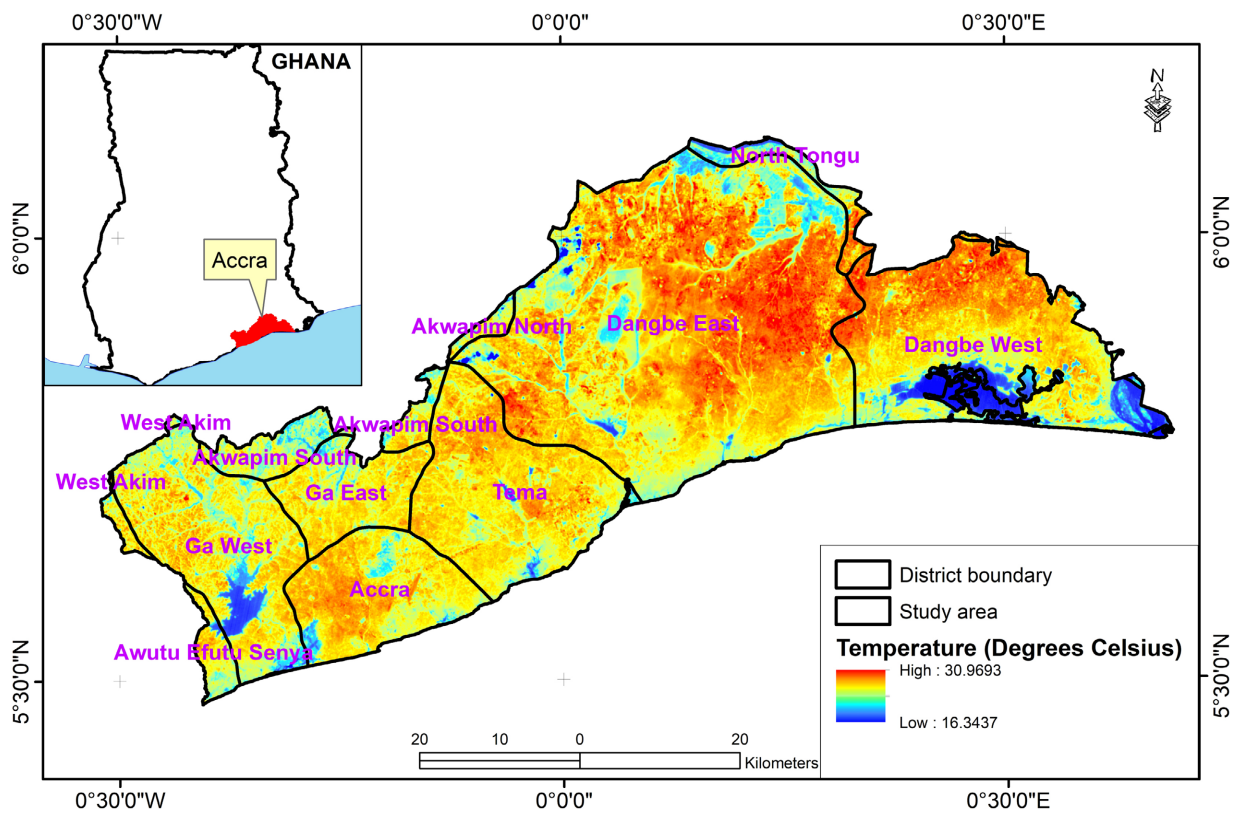 0°30'0"W
0°0'0"
0°30'0"E
GHANA
N
Accra
6°0'0"N
6°0'0"N
North Tongu
Akwapim North
Dangbe East
Dangbe West
West Akim
Akwapim South
Akwapim South
West Akim
Ga East
Tema
Ga West
Accra
Awutu Efutu Senya
5°30'0"N
5°30'0"N
District boundary
Study area
Temperature (Degrees Celsius)
High : 30.9693
Low : 16.3437
20 10 0 20
Kilometers
0°30'0"W
0°0'0"
0°30'0"E